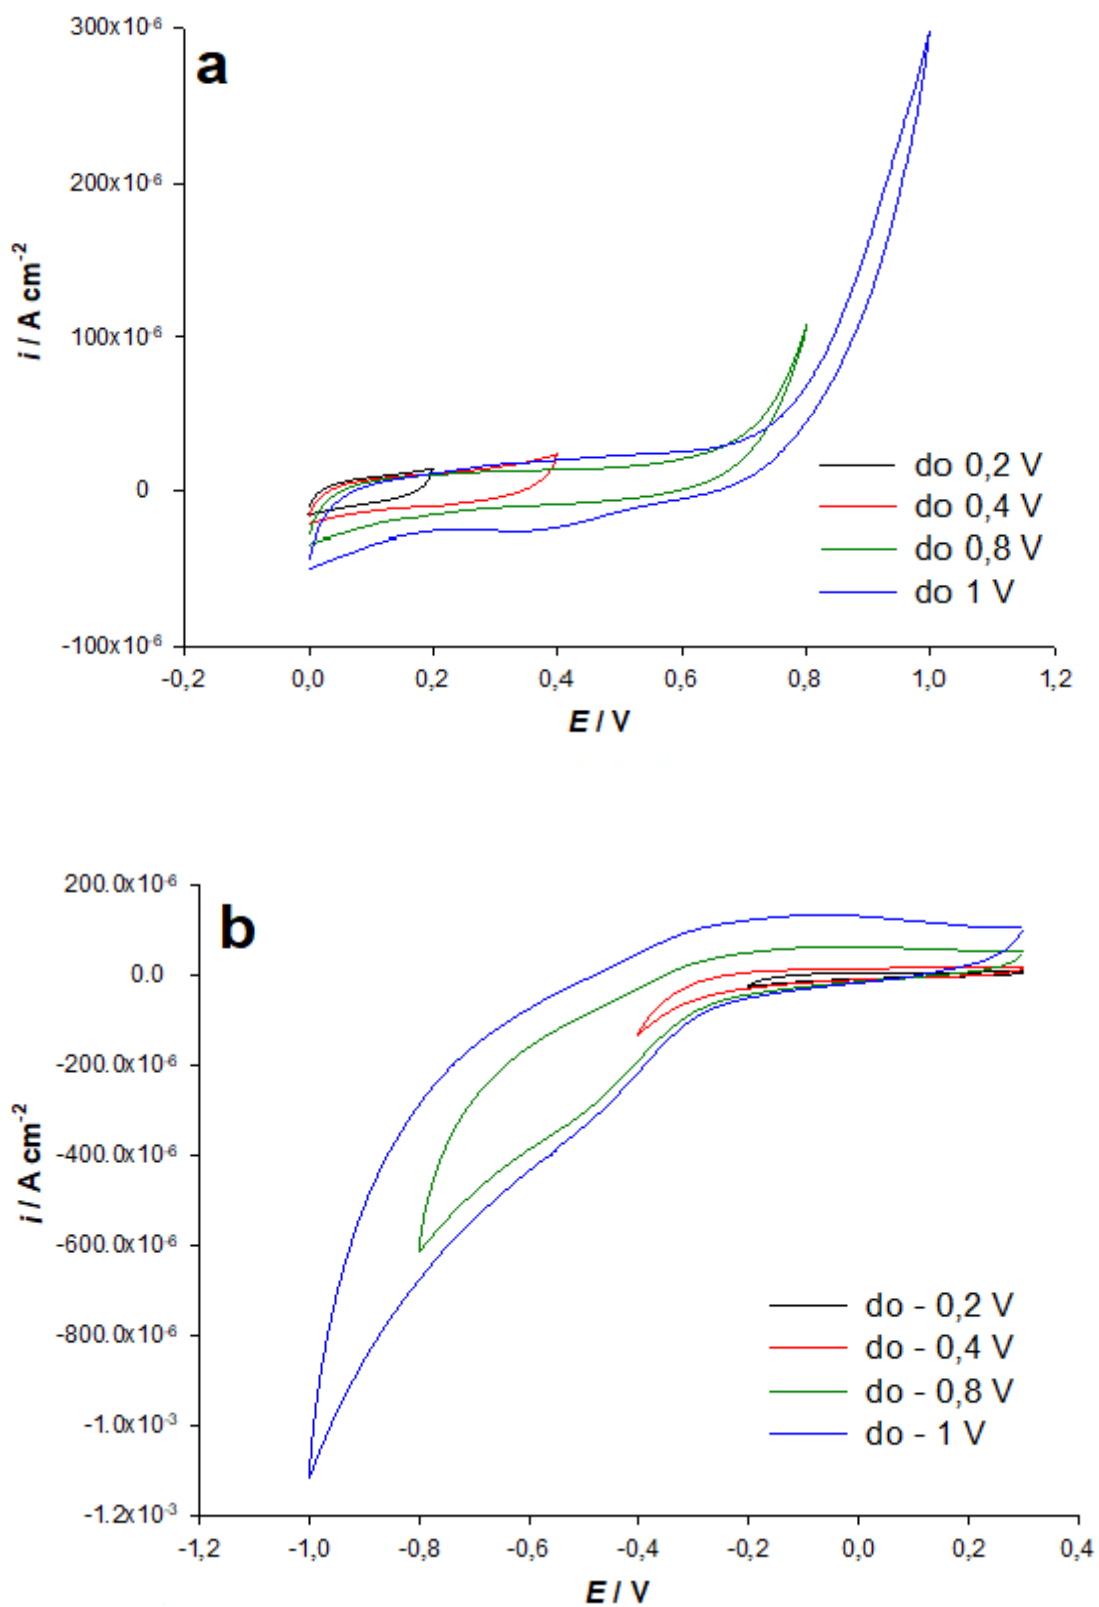 300x10-6
a
200x10-6
i / A cm-2
100x10-6
0
-100x10-6
do 0,2 V
do 0,4 V
do 0,8 V
do 1 V
-0,2 0,0 0,2 0,4 0,6 0,8 1,0 1,2
E / V
200.0x10-6
b
0.0
-200.0x10-6
i / A cm-2
-400.0x10-6
-600.0x10-6
-800.0x10-6
-1.0x10-3
-1.2x10-3
do - 0,2 V
do - 0,4 V
do - 0,8 V
do - 1 V
-1,2 -1,0 -0,8 -0,6 -0,4 -0,2 0,0 0,2 0,4
E / V